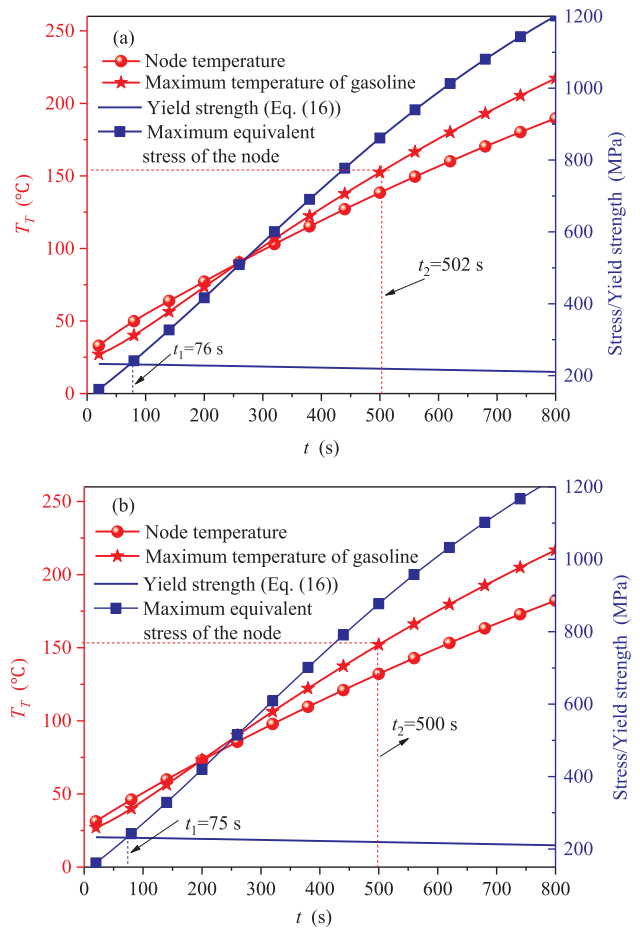 (a)
Node temperature
Maximum temperature of gasoline
Yield strength (Eq. (16))
Maximum equivalent
stress of the node
250
200
150
100
50
0
T_T (°C)
1200
1000
800
600
400
200
Stress/Yield strength (MPa)
t₂=502 s
t₁=76 s
0 100 200 300 400 500 600 700 800
t (s)
(b)
Node temperature
Maximum temperature of gasoline
Yield strength (Eq. (16))
Maximum equivalent
stress of the node
250
200
150
100
50
0
T_T (°C)
1200
1000
800
600
400
200
Stress/Yield strength (MPa)
t₂=500 s
t₁=75 s
0 100 200 300 400 500 600 700 800
t (s)